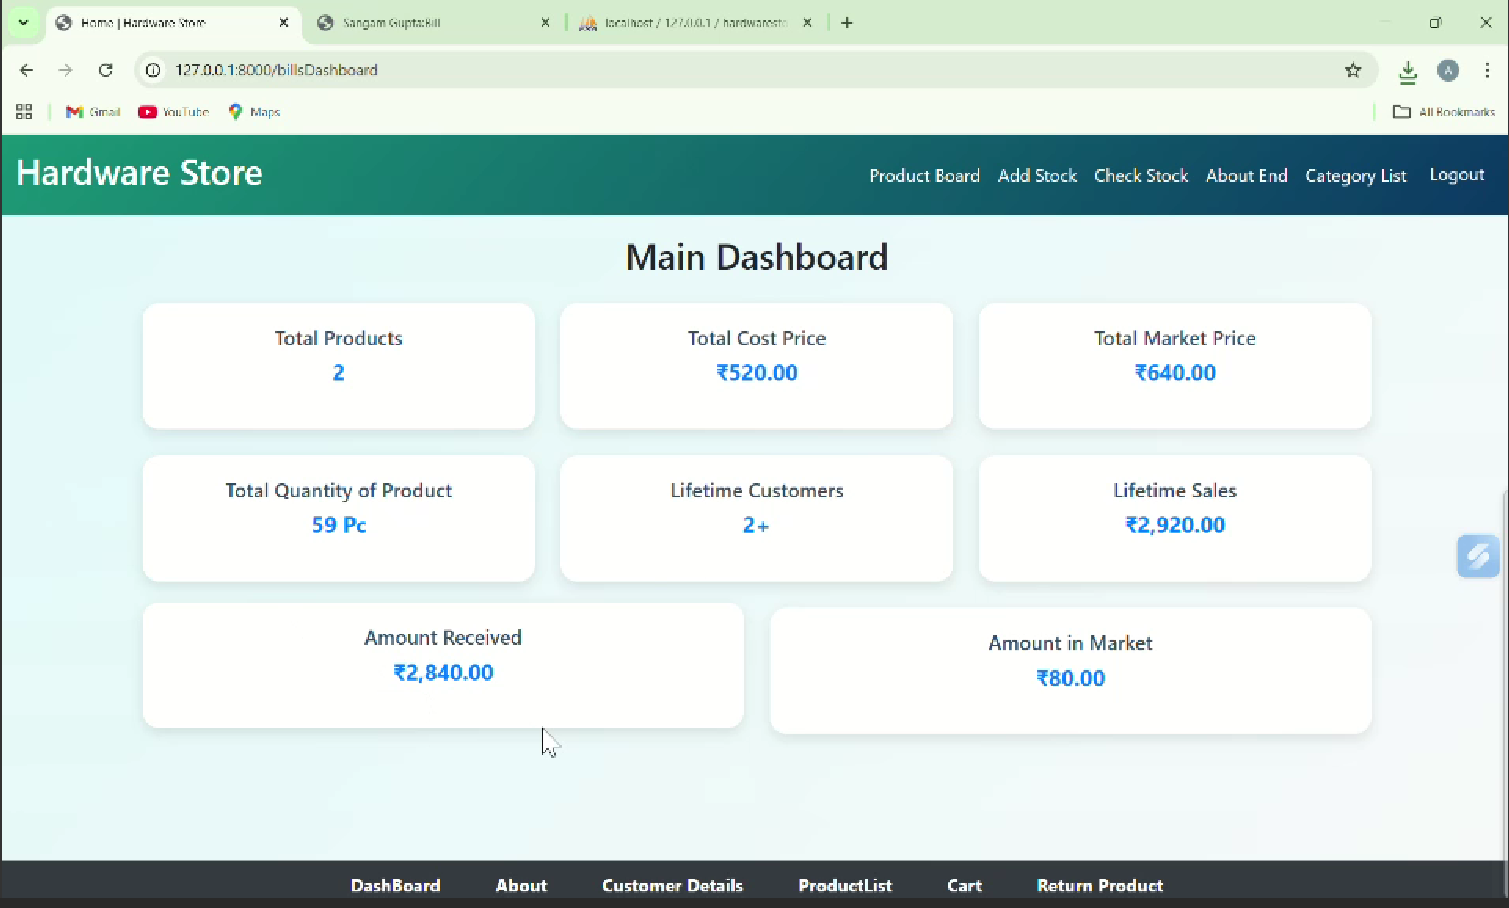 Home | Hardware Store
Sangam Gupta:Bill
localhost / 127.0.0.1 / hardwaresto
127.0.0.1:8000/billsDashboard
A
Gmail
YouTube
Maps
All Bookmarks
Hardware Store
Product Board
Add Stock
Check Stock
About End
Category List
Logout
Main Dashboard
Total Products
2
Total Cost Price
₹520.00
Total Market Price
₹640.00
Total Quantity of Product
59 Pc
Lifetime Customers
2+
Lifetime Sales
₹2,920.00
Amount Received
₹2,840.00
Amount in Market
₹80.00
DashBoard
About
Customer Details
ProductList
Cart
Return Product